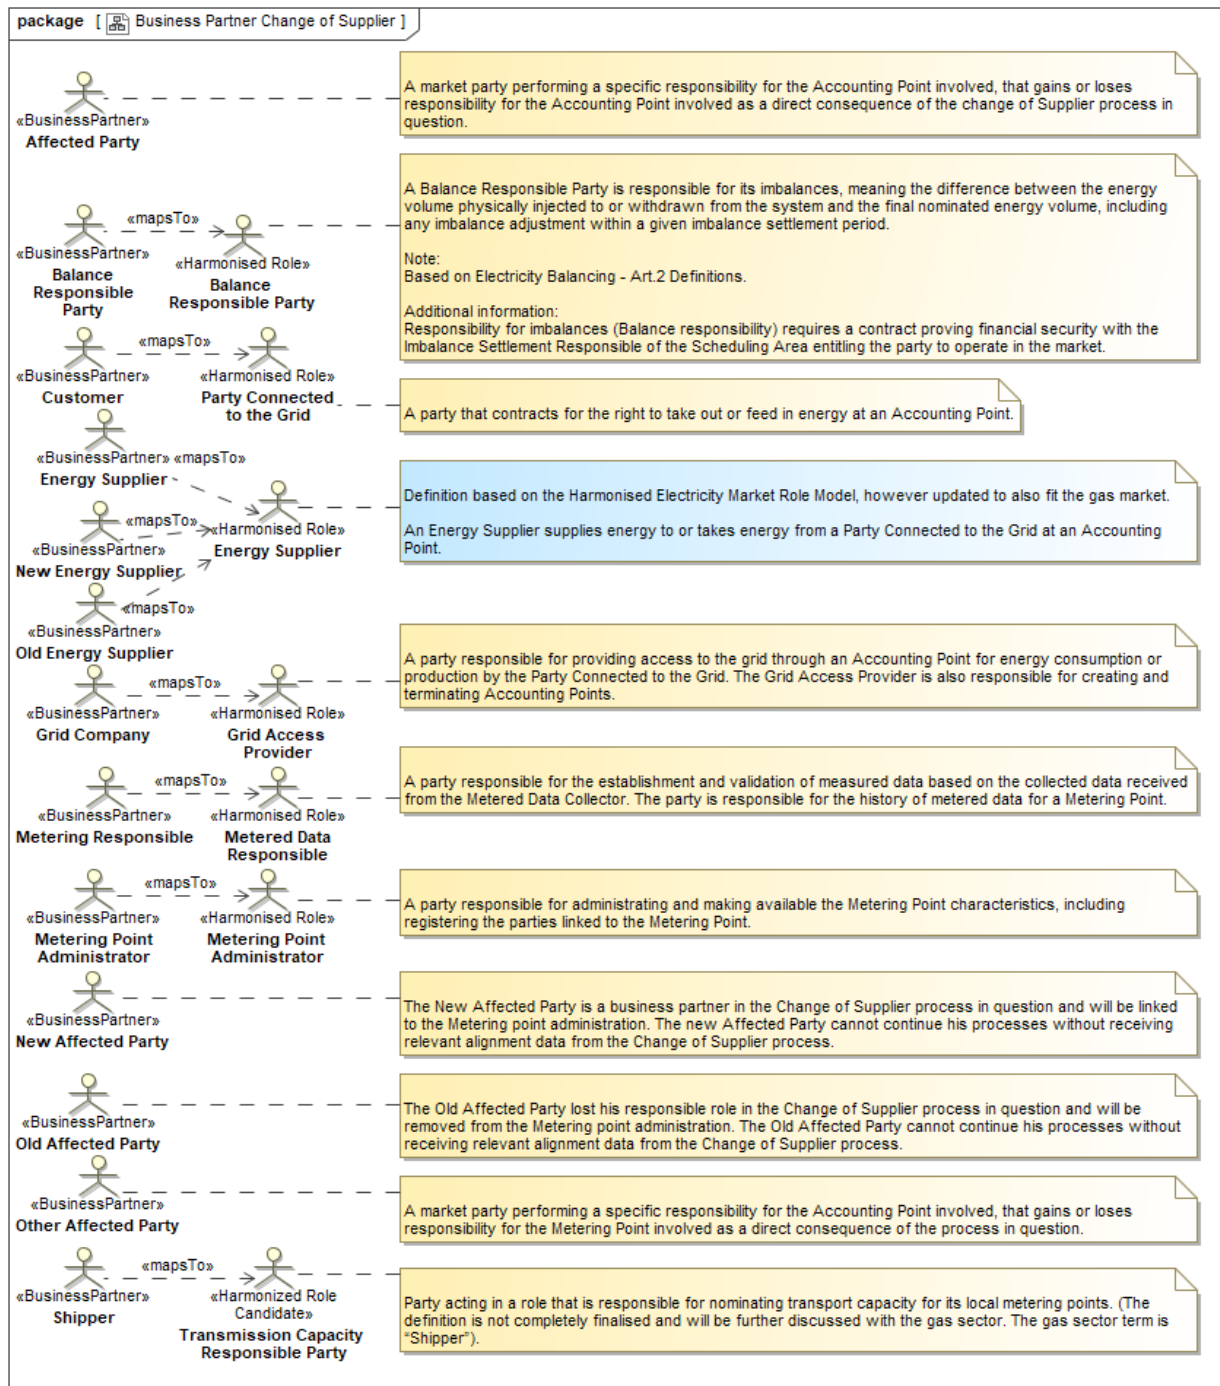 package [ Business Partner Change of Supplier ]
«BusinessPartner»
Affected Party
A market party performing a specific responsibility for the Accounting Point involved, that gains or loses
responsibility for the Accounting Point involved as a direct consequence of the change of Supplier process in
question.
«mapsTo»
«BusinessPartner»
Balance
Responsible
Party
«Harmonised Role»
Balance
Responsible Party
A Balance Responsible Party is responsible for its imbalances, meaning the difference between the energy
volume physically injected to or withdrawn from the system and the final nominated energy volume, including
any imbalance adjustment within a given imbalance settlement period.
Note:
Based on Electricity Balancing - Art.2 Definitions.
Additional information:
Responsibility for imbalances (Balance responsibility) requires a contract proving financial security with the
Imbalance Settlement Responsible of the Scheduling Area entitling the party to operate in the market.
«mapsTo»
«BusinessPartner»
Customer
«Harmonised Role»
Party Connected
to the Grid
A party that contracts for the right to take out or feed in energy at an Accounting Point.
«BusinessPartner»
Energy Supplier
«mapsTo»
«mapsTo»
«BusinessPartner»
New Energy Supplier
«Harmonised Role»
Energy Supplier
Definition based on the Harmonised Electricity Market Role Model, however updated to also fit the gas market.
An Energy Supplier supplies energy to or takes energy from a Party Connected to the Grid at an Accounting
Point.
«mapsTo»
«BusinessPartner»
Old Energy Supplier
«mapsTo»
«BusinessPartner»
Grid Company
«Harmonised Role»
Grid Access
Provider
A party responsible for providing access to the grid through an Accounting Point for energy consumption or
production by the Party Connected to the Grid. The Grid Access Provider is also responsible for creating and
terminating Accounting Points.
«mapsTo»
«BusinessPartner»
Metering Responsible
«Harmonised Role»
Metered Data
Responsible
A party responsible for the establishment and validation of measured data based on the collected data received
from the Metered Data Collector. The party is responsible for the history of metered data for a Metering Point.
«mapsTo»
«BusinessPartner»
Metering Point
Administrator
«Harmonised Role»
Metering Point
Administrator
A party responsible for administrating and making available the Metering Point characteristics, including
registering the parties linked to the Metering Point.
«BusinessPartner»
New Affected Party
The New Affected Party is a business partner in the Change of Supplier process in question and will be linked
to the Metering point administration. The new Affected Party cannot continue his processes without receiving
relevant alignment data from the Change of Supplier process.
«BusinessPartner»
Old Affected Party
The Old Affected Party lost his responsible role in the Change of Supplier process in question and will be
removed from the Metering point administration. The Old Affected Party cannot continue his processes without
receiving relevant alignment data from the Change of Supplier process.
«BusinessPartner»
Other Affected Party
A market party performing a specific responsibility for the Accounting Point involved, that gains or loses
responsibility for the Metering Point involved as a direct consequence of the process in question.
«mapsTo»
«BusinessPartner»
Shipper
«Harmonized Role
Candidate»
Transmission Capacity
Responsible Party
Party acting in a role that is responsible for nominating transport capacity for its local metering points. (The
definition is not completely finalised and will be further discussed with the gas sector. The gas sector term is
“Shipper”).